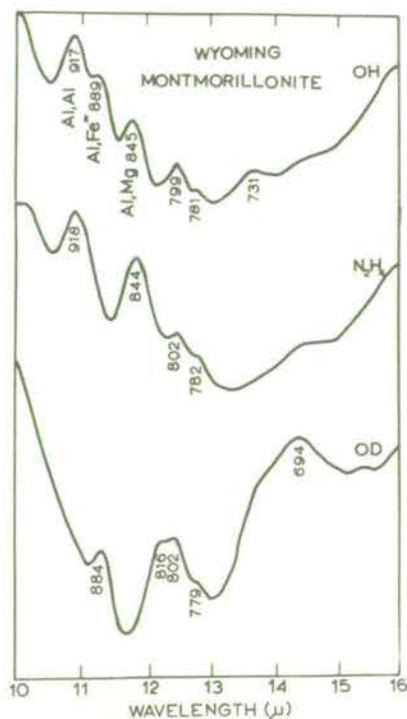 WYOMING
MONTMORILLONITE
OH
917
Al,Al
889
Al,Fe‴
845
Al,Mg
799
781
731
N₂H₄
918
844
802
782
OD
884
816
802
779
694
10 11 12 13 14 15 16
WAVELENGTH (μ)